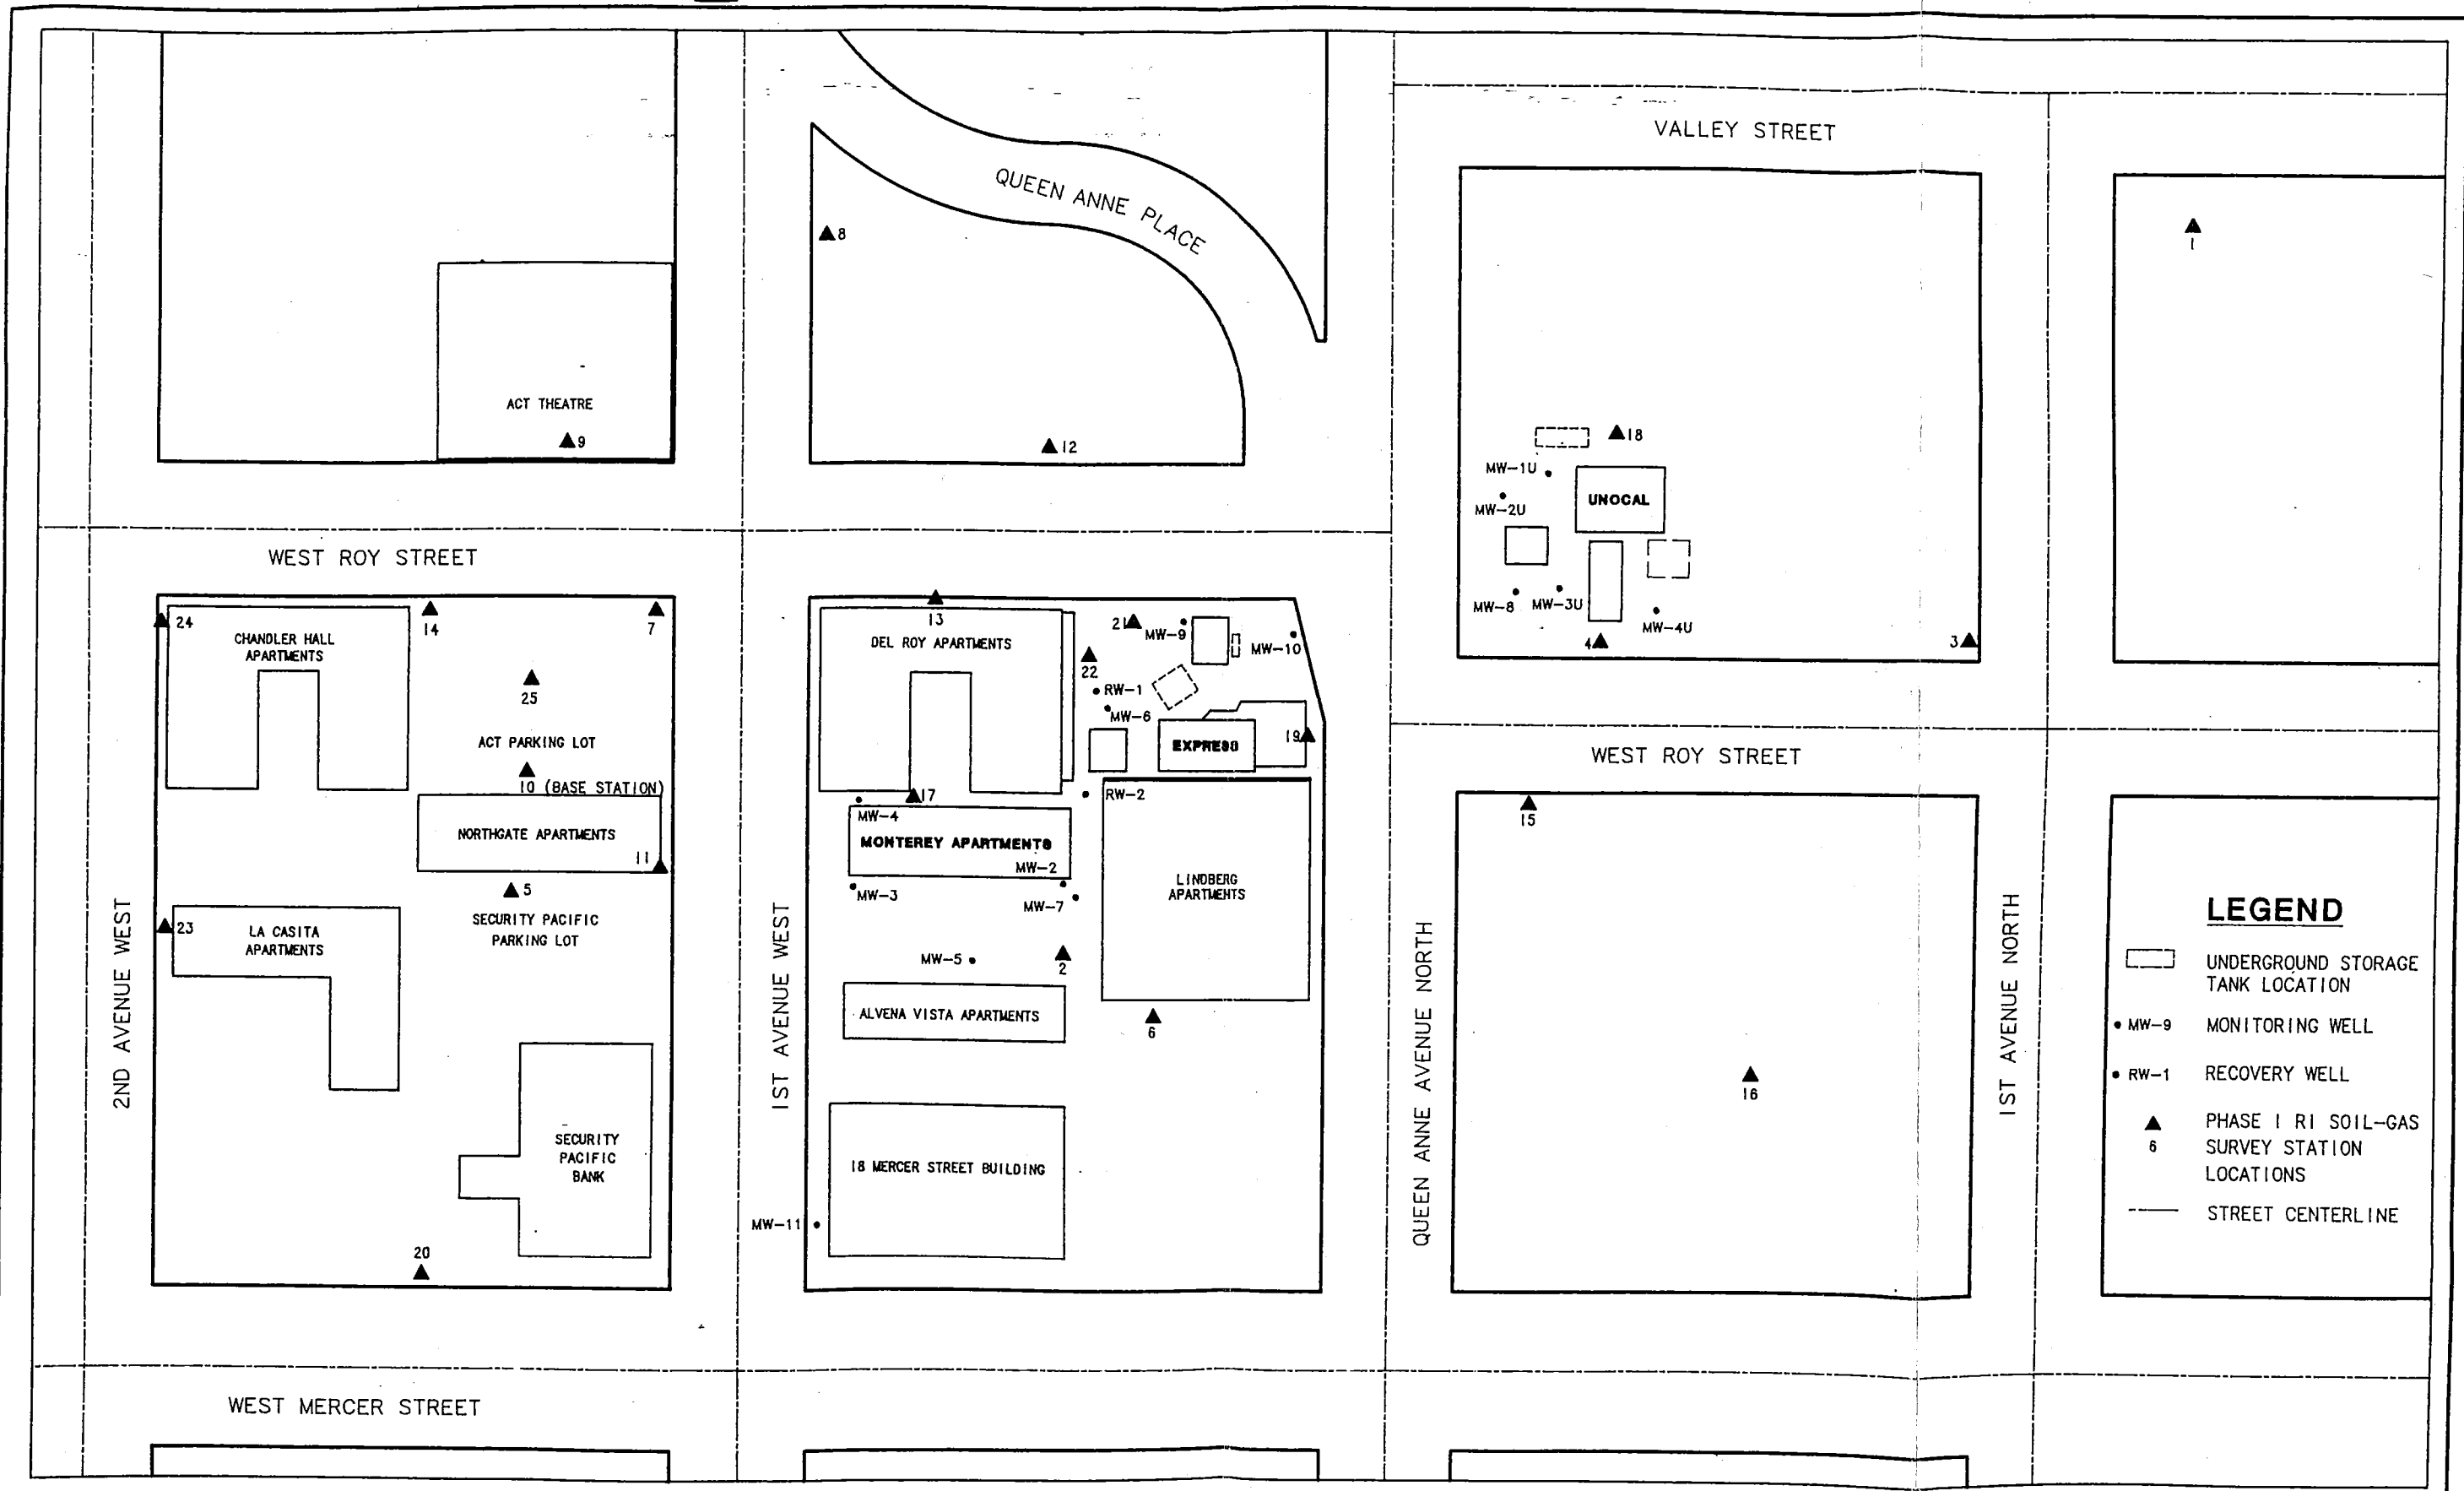 VALLEY STREET
QUEEN ANNE PLACE
8
1
ACT THEATRE
9
12
18
MW-1U
UNOCAL
MW-2U
WEST ROY STREET
MW-8
MW-3U
MW-4U
4
3
24
CHANDLER HALL
APARTMENTS
14
7
25
ACT PARKING LOT
10 (BASE STATION)
NORTHGATE APARTMENTS
11
5
SECURITY PACIFIC
PARKING LOT
23
LA CASITA
APARTMENTS
SECURITY
PACIFIC
BANK
20
2ND AVENUE WEST
13
DEL ROY APARTMENTS
21
MW-9
MW-10
22
RW-1
MW-6
EXPRESS
19
17
RW-2
MW-4
MONTEREY APARTMENTS
MW-2
MW-3
MW-7
LINDBERG
APARTMENTS
MW-5
2
ALVENA VISTA APARTMENTS
6
18 MERCER STREET BUILDING
MW-11
1ST AVENUE WEST
WEST ROY STREET
15
16
QUEEN ANNE AVENUE NORTH
1ST AVENUE NORTH
LEGEND
UNDERGROUND STORAGE
TANK LOCATION
MW-9 MONITORING WELL
RW-1 RECOVERY WELL
PHASE I RI SOIL-GAS
6 SURVEY STATION
LOCATIONS
STREET CENTERLINE
WEST MERCER STREET